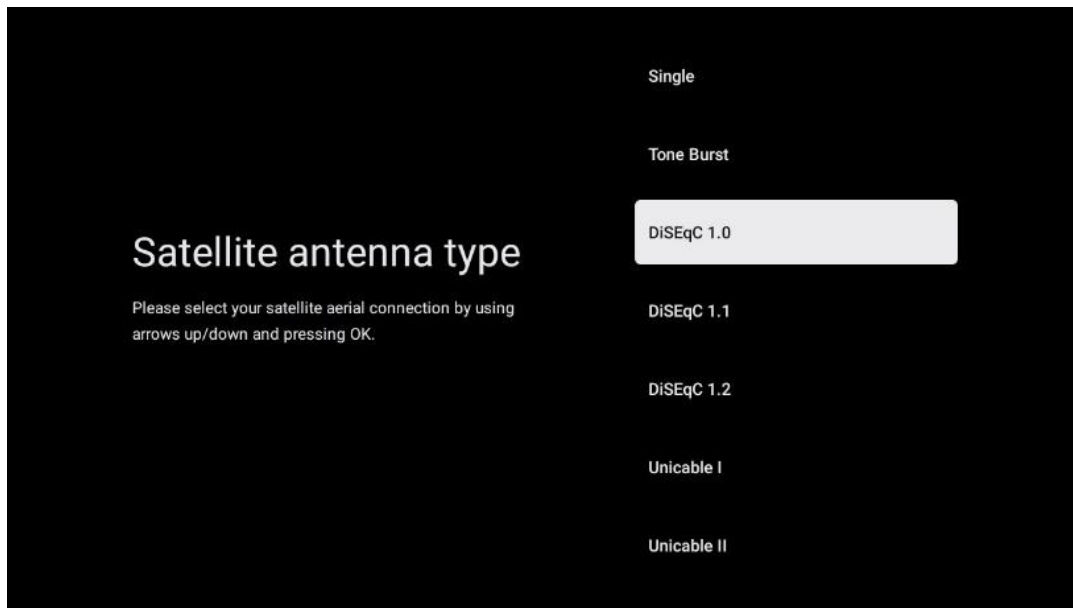 Satellite antenna type
Please select your satellite aerial connection by using
arrows up/down and pressing OK.
Single
Tone Burst
DiSEqC 1.0
DiSEqC 1.1
DiSEqC 1.2
Unicable I
Unicable II